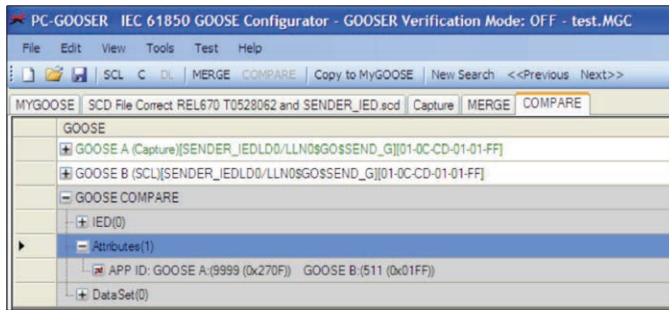 PC-GOOSER IEC 61850 GOOSE Configurator - GOOSER Verification Mode: OFF - test.MGC
File Edit View Tools Test Help
SCL C DL MERGE COMPARE Copy to MyGOOSE New Search <<Previous Next>>
MYGOOSE SCD File Correct REL670 T0528062 and SENDER_IED.scd Capture MERGE COMPARE
GOOSE
GOOSE A (Capture)[SENDER_IEDLD0/LLN0$GO$SEND_G][01-0C-CD-01-01-FF]
GOOSE B (SCL)[SENDER_IEDLD0/LLN0$GO$SEND_G][01-0C-CD-01-01-FF]
GOOSE COMPARE
IED(0)
Attributes(1)
APP ID: GOOSE A:(9999 (0x270F)) GOOSE B:(511 (0x01FF))
DataSet(0)